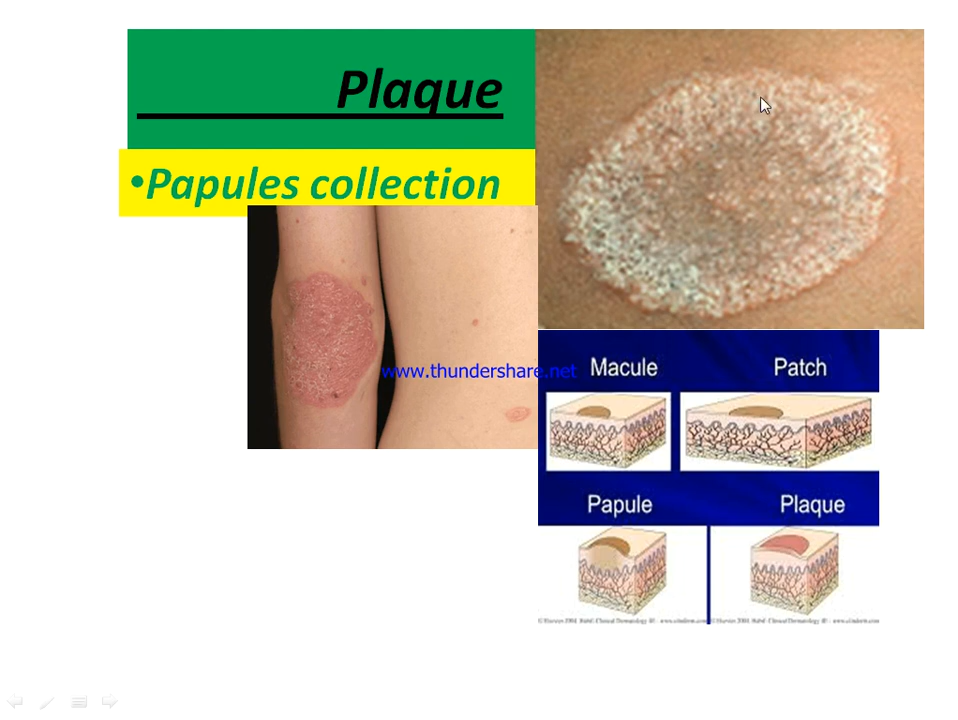 Plaque
•Papules collection
www.thundershare.net
Macule Patch
Papule Plaque